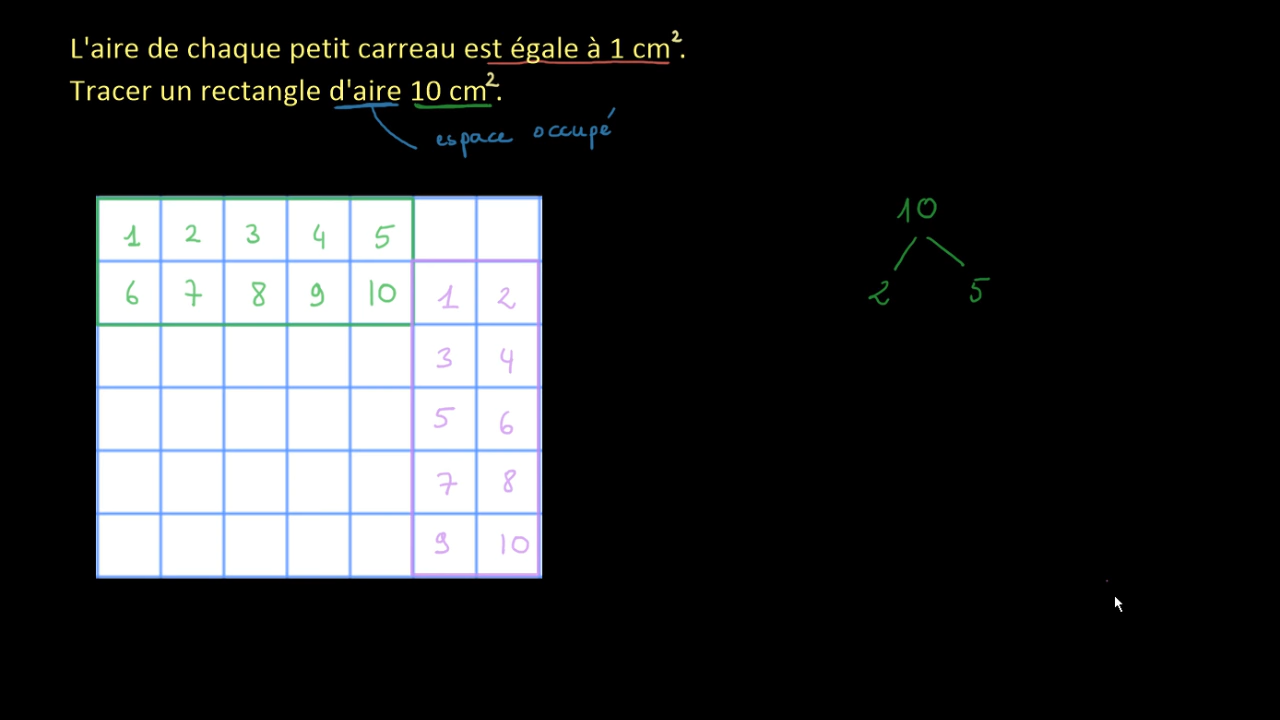 L'aire de chaque petit carreau est égale à 1 cm².
Tracer un rectangle d'aire 10 cm².
espace occupé
1 2 3 4 5
6 7 8 9 10 1 2
3 4
5 6
7 8
9 10
10
2 5